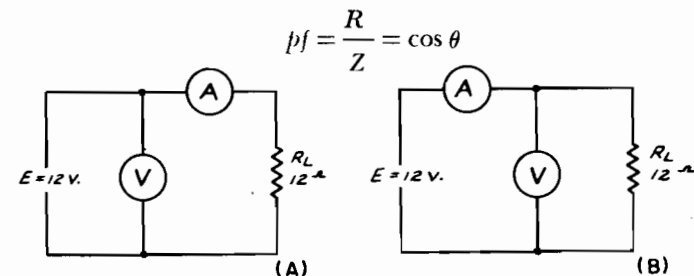 pf = R / Z = cos θ
A
V
E = 12 V.
R_L
12 Ω
(A)
A
V
E = 12 V.
R_L
12 Ω
(B)